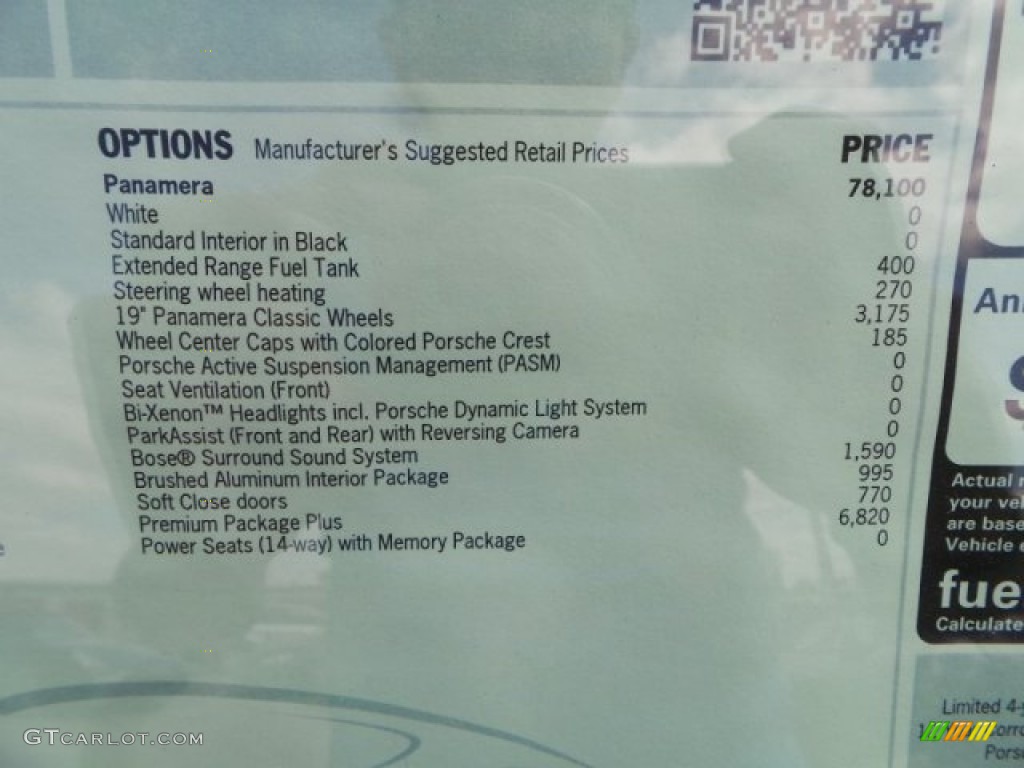 OPTIONS Manufacturer's Suggested Retail Prices PRICE
Panamera 78,100
White 0
Standard Interior in Black 0
Extended Range Fuel Tank 400
Steering wheel heating 270
19" Panamera Classic Wheels 3,175
Wheel Center Caps with Colored Porsche Crest 185
Porsche Active Suspension Management (PASM) 0
Seat Ventilation (Front) 0
Bi-Xenon™ Headlights incl. Porsche Dynamic Light System 0
ParkAssist (Front and Rear) with Reversing Camera 0
Bose® Surround Sound System 1,590
Brushed Aluminum Interior Package 995
Soft Close doors 770
Premium Package Plus 6,820
Power Seats (14-way) with Memory Package 0
Actual
your
are base
Vehicle
fue
Calculate
Limited 4-
GTCARLOT.COM